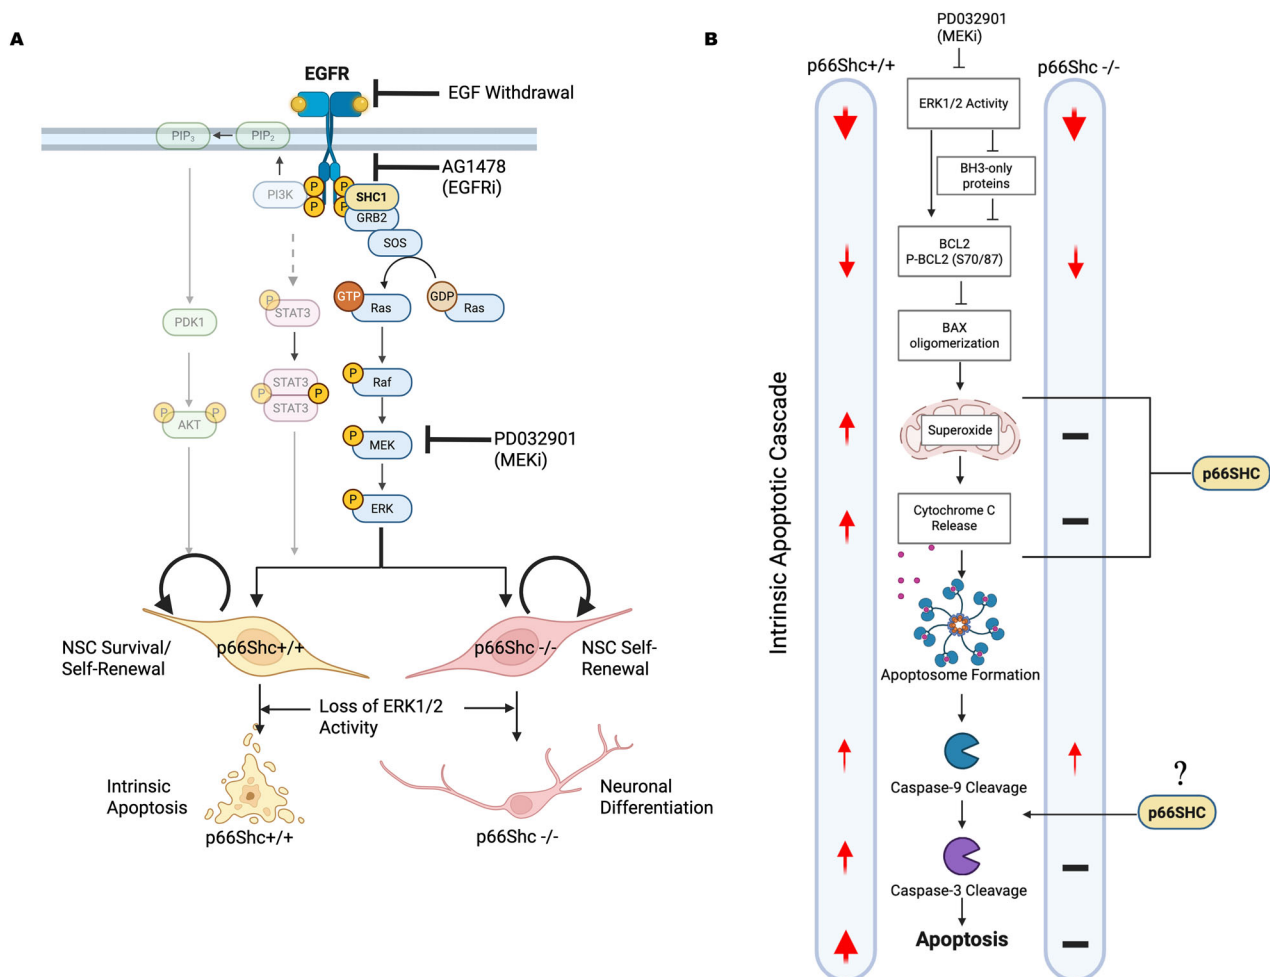 A
EGFR
EGF Withdrawal
PIP3
PIP2
AG1478
(EGFRi)
PI3K
P
P
P
P
SHC1
GRB2
SOS
P
STAT3
GTP
Ras
GDP
Ras
PDK1
P
Raf
STAT3
P
P
STAT3
P
P
AKT
P
MEK
PD032901
(MEKi)
P
ERK
NSC Survival/
Self-Renewal
p66Shc+/+
p66Shc -/-
NSC Self-
Renewal
Loss of ERK1/2
Activity
Intrinsic
Apoptosis
p66Shc+/+
Neuronal
Differentiation
p66Shc -/-
B
PD032901
(MEKi)
p66Shc+/+
p66Shc -/-
ERK1/2 Activity
BH3-only
proteins
BCL2
P-BCL2 (S70/87)
BAX
oligomerization
Intrinsic Apoptotic Cascade
Superoxide
p66SHC
Cytochrome C
Release
Apoptosome Formation
Caspase-9 Cleavage
?
p66SHC
Caspase-3 Cleavage
Apoptosis